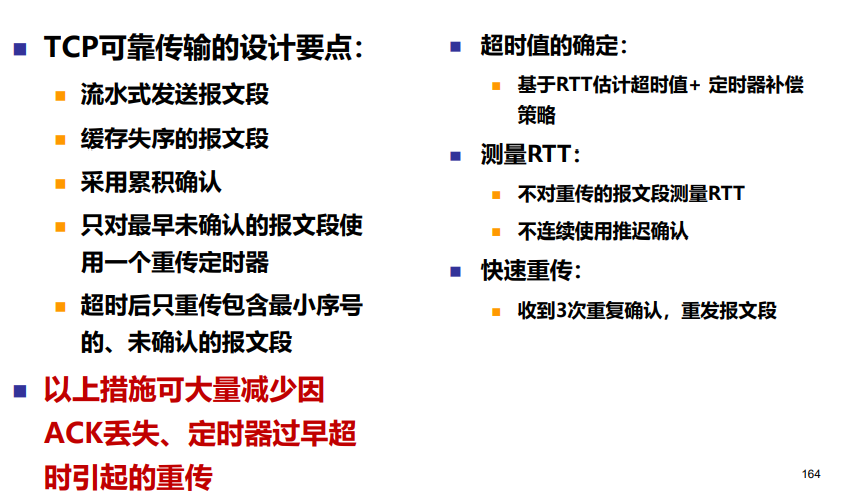 TCP可靠传输的设计要点：
流水式发送报文段
缓存失序的报文段
采用累积确认
只对最早未确认的报文段使
用一个重传定时器
超时后只重传包含最小序号
的、未确认的报文段
以上措施可大量减少因
ACK丢失、定时器过早超
时引起的重传
超时值的确定：
基于RTT估计超时值+ 定时器补偿
策略
测量RTT：
不对重传的报文段测量RTT
不连续使用推迟确认
快速重传：
收到3次重复确认，重发报文段
164